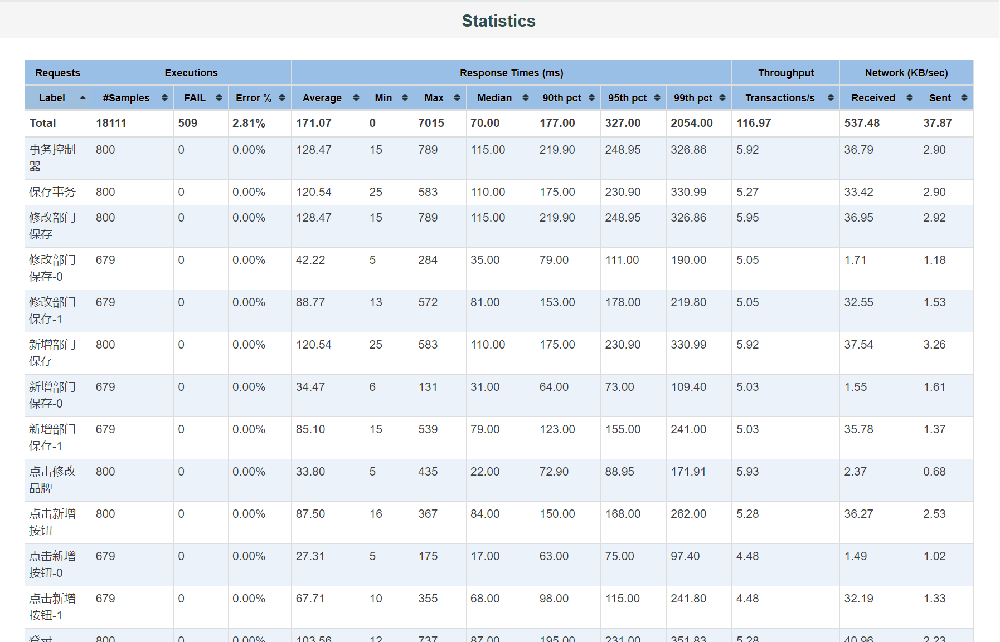 Statistics
Requests Executions Response Times (ms) Throughput Network (KB/sec)
Label #Samples FAIL Error % Average Min Max Median 90th pct 95th pct 99th pct Transactions/s Received Sent
Total 18111 509 2.81% 171.07 0 7015 70.00 177.00 327.00 2054.00 116.97 537.48 37.87
事务控制 800 0 0.00% 128.47 15 789 115.00 219.90 248.95 326.86 5.92 36.79 2.90
器
保存事务 800 0 0.00% 120.54 25 583 110.00 175.00 230.90 330.99 5.27 33.42 2.90
修改部门 800 0 0.00% 128.47 15 789 115.00 219.90 248.95 326.86 5.95 36.95 2.92
保存
修改部门 679 0 0.00% 42.22 5 284 35.00 79.00 111.00 190.00 5.05 1.71 1.18
保存-0
修改部门 679 0 0.00% 88.77 13 572 81.00 153.00 178.00 219.80 5.05 32.55 1.53
保存-1
新增部门 800 0 0.00% 120.54 25 583 110.00 175.00 230.90 330.99 5.92 37.54 3.26
保存
新增部门 679 0 0.00% 34.47 6 131 31.00 64.00 73.00 109.40 5.03 1.55 1.61
保存-0
新增部门 679 0 0.00% 85.10 15 539 79.00 123.00 155.00 241.00 5.03 35.78 1.37
保存-1
点击修改 800 0 0.00% 33.80 5 435 22.00 72.90 88.95 171.91 5.93 2.37 0.68
品牌
点击新增 800 0 0.00% 87.50 16 367 84.00 150.00 168.00 262.00 5.28 36.27 2.53
按钮
点击新增 679 0 0.00% 27.31 5 175 17.00 63.00 75.00 97.40 4.48 1.49 1.02
按钮-0
点击新增 679 0 0.00% 67.71 10 355 68.00 98.00 115.00 241.80 4.48 32.19 1.33
按钮-1
登录 800 0 0.00% 103.56 12 737 87.00 195.00 231.00 351.83 5.28 40.96 2.23